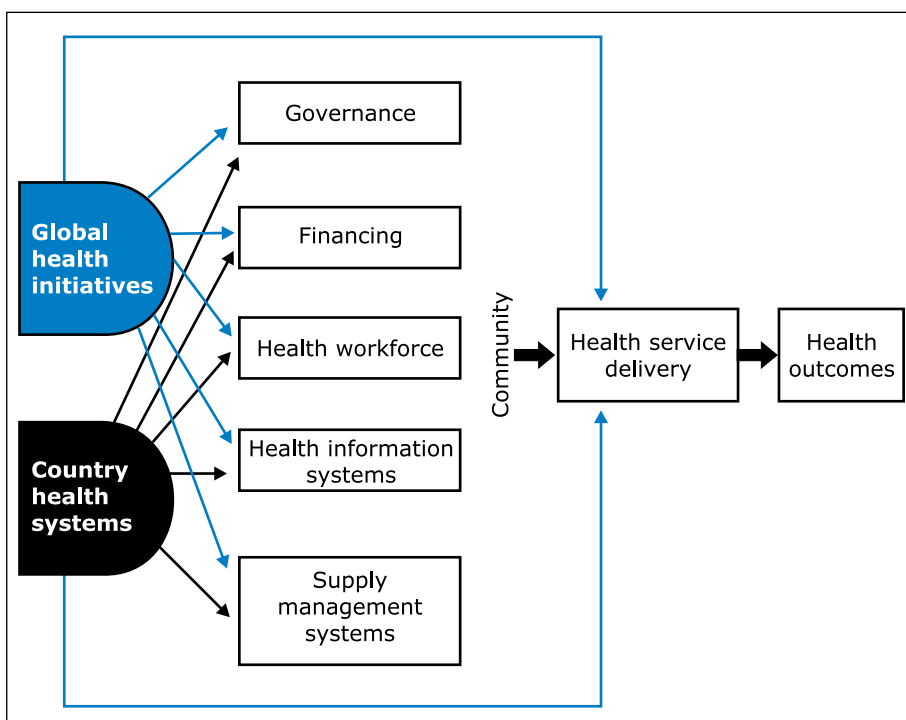 Global
health
initiatives
Country
health
systems
Governance
Financing
Health workforce
Health information
systems
Supply
management
systems
Community
Health service
delivery
Health
outcomes